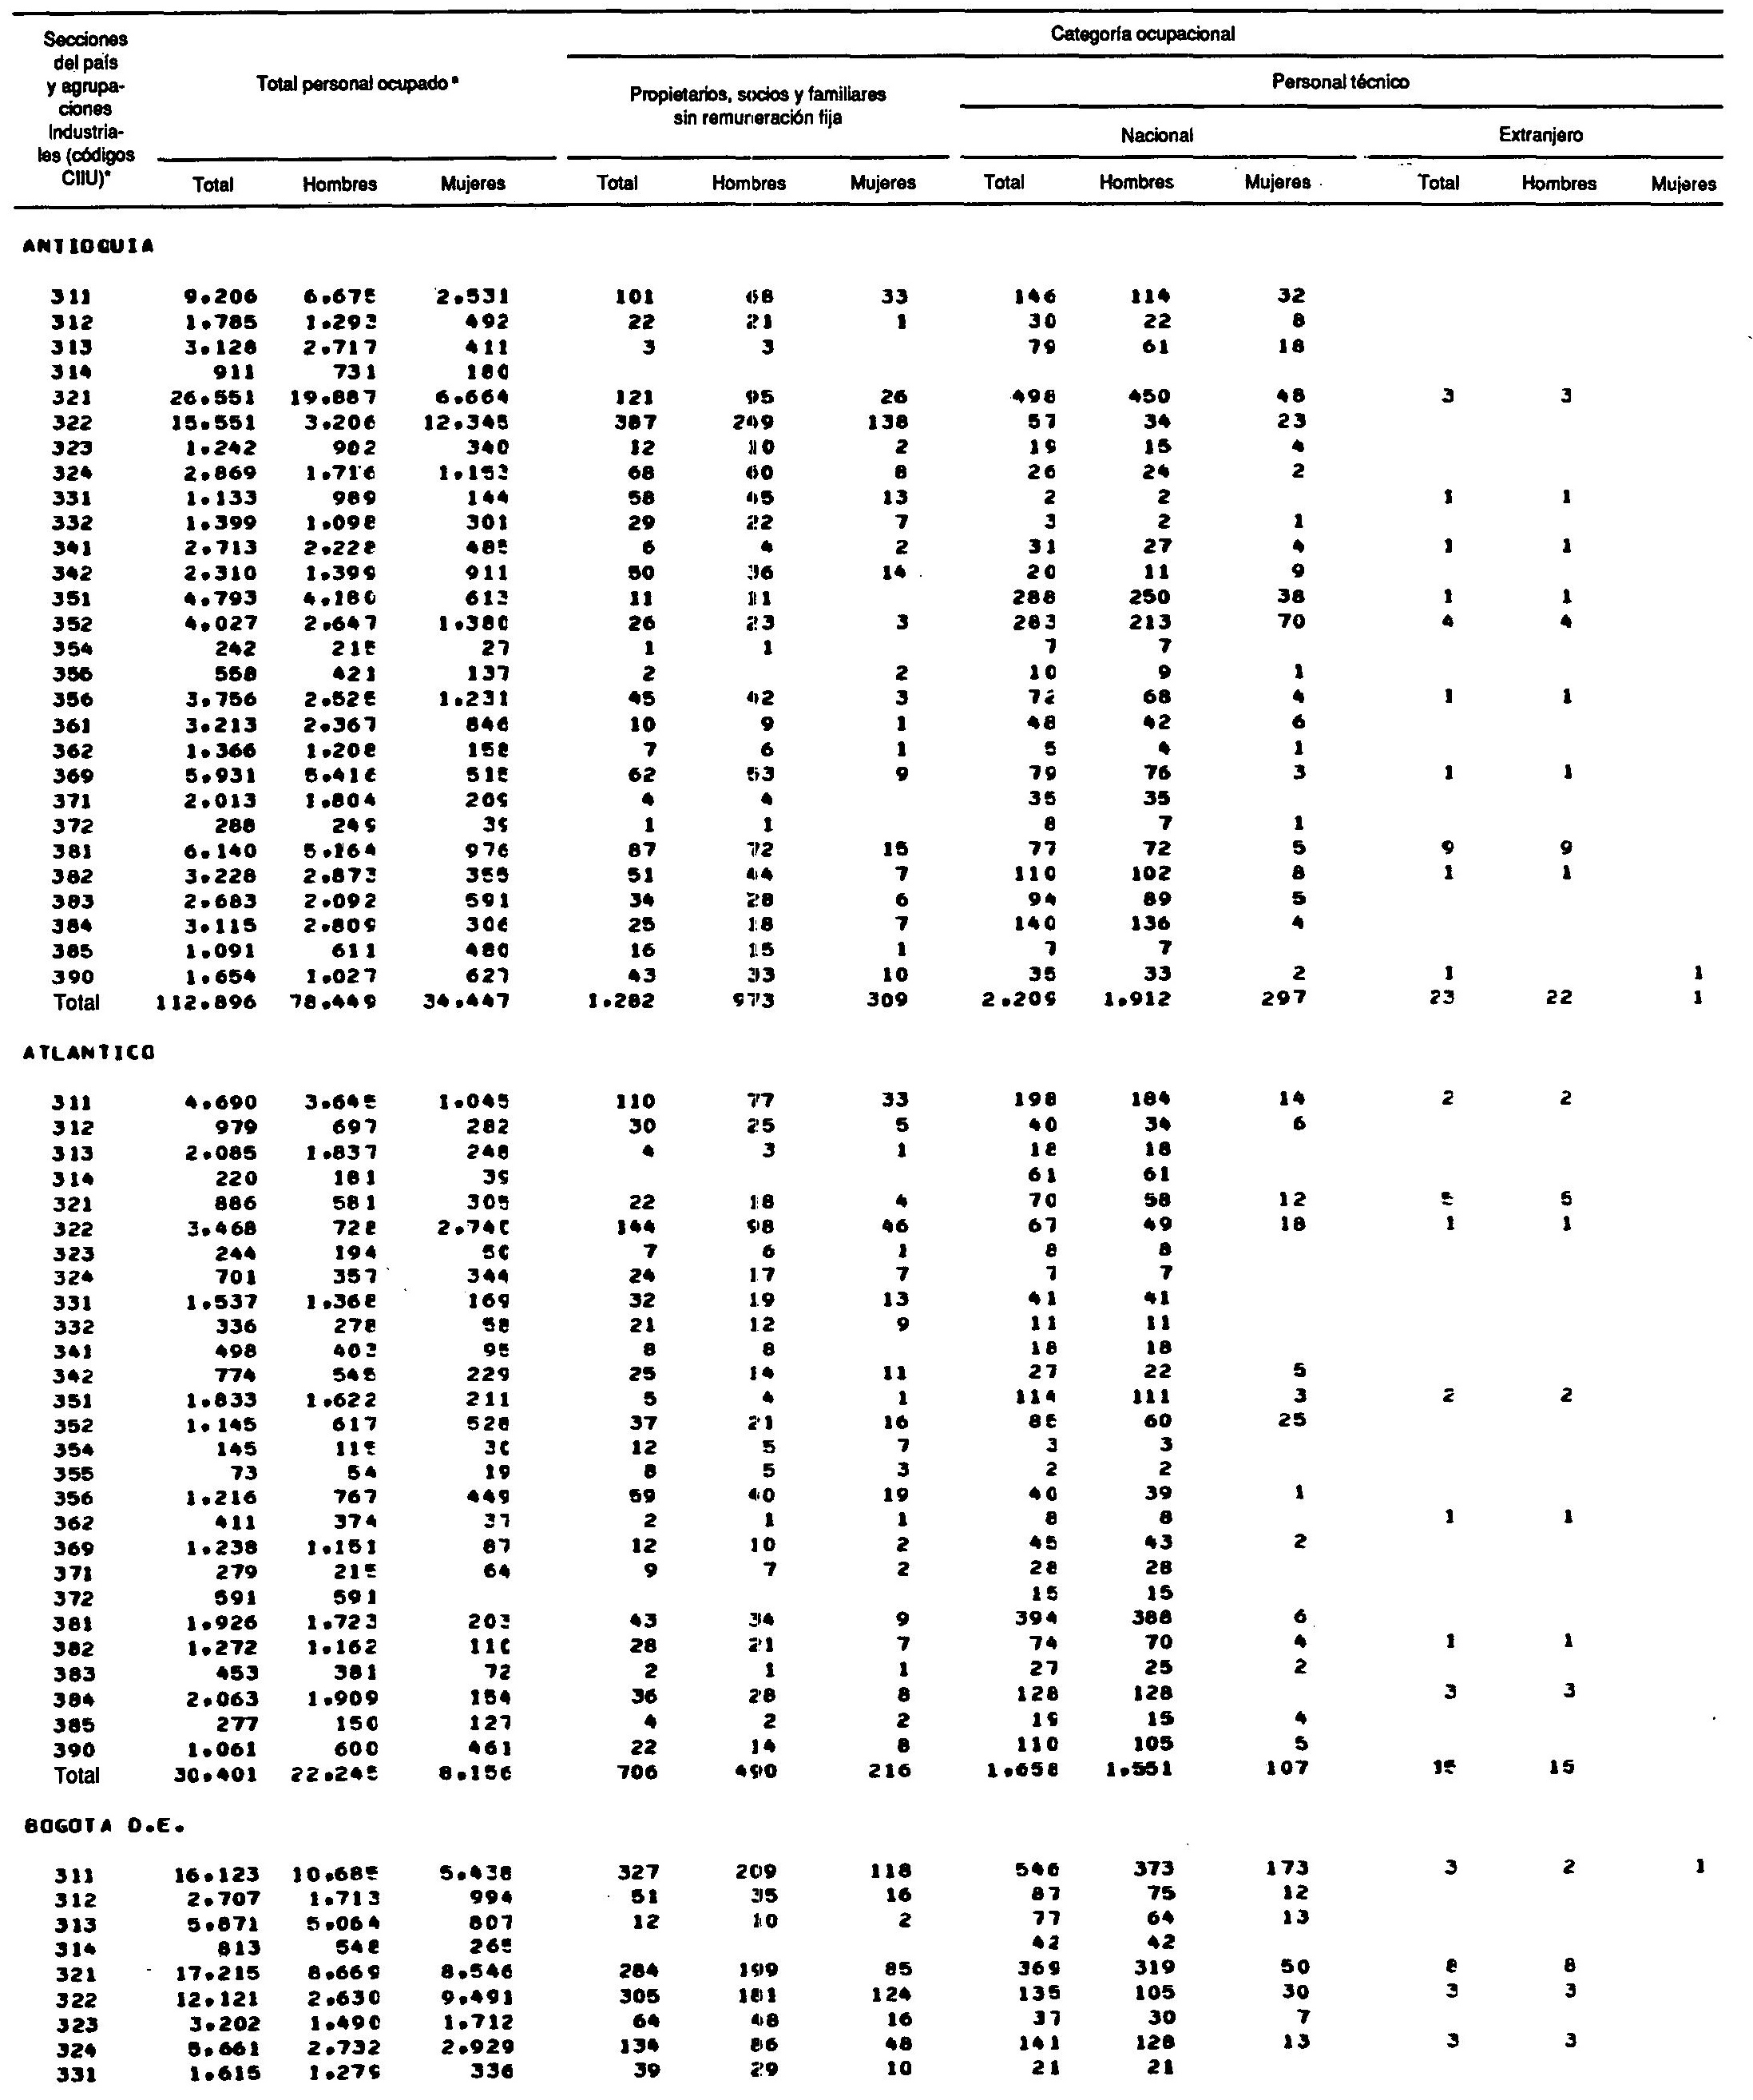 Secciones
del país
y agrupa-
ciones
Industria-
les (códigos
CIIU)*
Total personal ocupado ª
Categoría ocupacional
Propietarios, socios y familiares
sin remuneración fija
Personal técnico
Nacional Extranjero
Total Hombres Mujeres Total Hombres Mujeres Total Hombres Mujeres Total Hombres Mujeres
ANTIOQUIA
311 9.206 6.675 2.531 101 68 33 146 114 32
312 1.785 1.293 492 22 21 1 30 22 8
313 3.128 2.717 411 3 3 79 61 18
314 911 731 180
321 26.551 19.887 6.664 121 95 26 498 450 48 3 3
322 15.551 3.206 12.345 387 249 138 57 34 23
323 1.242 902 340 12 10 2 19 15 4
324 2.869 1.716 1.153 68 60 8 26 24 2
331 1.133 989 144 58 45 13 2 2 1 1
332 1.399 1.098 301 29 22 7 3 2 1
341 2.713 2.228 485 6 4 2 31 27 4 1 1
342 2.310 1.399 911 50 36 14 20 11 9
351 4.793 4.180 613 11 11 288 250 38 1 1
352 4.027 2.647 1.380 26 23 3 283 213 70 4 4
354 242 215 27 1 1 7 7
355 558 421 137 2 2 10 9 1
356 3.756 2.525 1.231 45 42 3 72 68 4 1 1
361 3.213 2.367 846 10 9 1 48 42 6
362 1.366 1.208 158 7 6 1 5 4 1
369 5.931 5.416 515 62 53 9 79 76 3 1 1
371 2.013 1.804 209 4 4 35 35
372 288 249 39 1 1 8 7 1
381 6.140 5.164 976 87 72 15 77 72 5 9 9
382 3.228 2.873 355 51 44 7 110 102 8 1 1
383 2.683 2.092 591 34 28 6 94 89 5
384 3.115 2.809 306 25 18 7 140 136 4
385 1.091 611 480 16 15 1 7 7
390 1.654 1.027 627 43 33 10 35 33 2 1 1
Total 112.896 78.449 34.447 1.282 973 309 2.209 1.912 297 23 22 1
ATLANTICO
311 4.690 3.645 1.045 110 77 33 198 184 14 2 2
312 979 697 282 30 25 5 40 34 6
313 2.085 1.837 248 4 3 1 18 18
314 220 181 39 61 61
321 886 581 305 22 18 4 70 58 12 5 5
322 3.468 728 2.740 144 98 46 67 49 18 1 1
323 244 194 50 7 6 1 8 8
324 701 357 344 24 17 7 7 7
331 1.537 1.368 169 32 19 13 41 41
332 336 278 58 21 12 9 11 11
341 498 403 95 8 8 18 18
342 774 545 229 25 14 11 27 22 5
351 1.833 1.622 211 5 4 1 114 111 3 2 2
352 1.145 617 528 37 21 16 85 60 25
354 145 115 30 12 5 7 3 3
355 73 54 19 8 5 3 2 2
356 1.216 767 449 59 40 19 40 39 1
362 411 374 37 2 1 1 8 8 1 1
369 1.238 1.151 87 12 10 2 45 43 2
371 279 215 64 9 7 2 28 28
372 591 591 15 15
381 1.926 1.723 203 43 34 9 394 388 6
382 1.272 1.162 110 28 21 7 74 70 4 1 1
383 453 381 72 2 1 1 27 25 2
384 2.063 1.909 154 36 28 8 128 128 3 3
385 277 150 127 4 2 2 19 15 4
390 1.061 600 461 22 14 8 110 105 5
Total 30.401 22.245 8.156 706 490 216 1.658 1.551 107 15 15
BOGOTA D.E.
311 16.123 10.685 5.438 327 209 118 546 373 173 3 2 1
312 2.707 1.713 994 51 35 16 87 75 12
313 5.871 5.064 807 12 10 2 77 64 13
314 813 548 265 42 42
321 17.215 8.669 8.546 284 199 85 369 319 50 8 8
322 12.121 2.630 9.491 305 181 124 135 105 30 3 3
323 3.202 1.490 1.712 64 48 16 37 30 7
324 5.661 2.732 2.929 134 86 48 141 128 13 3 3
331 1.615 1.279 336 39 29 10 21 21